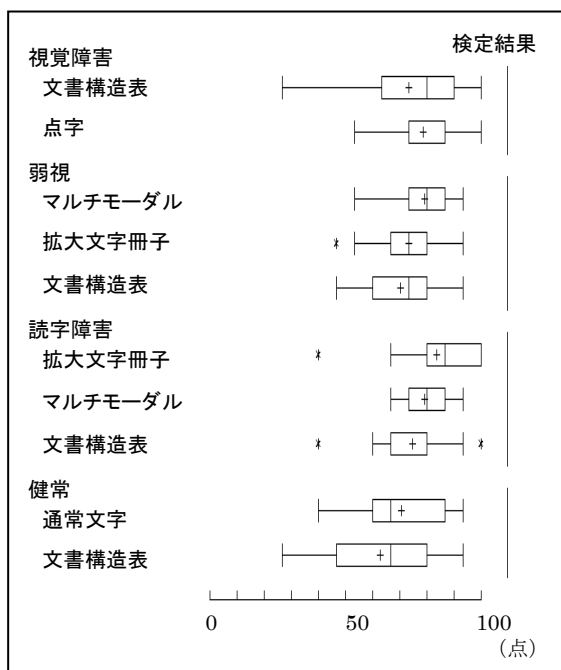 検定結果
視覚障害
文書構造表
点字
弱視
マルチモーダル
拡大文字冊子
文書構造表
読字障害
拡大文字冊子
マルチモーダル
文書構造表
健常
通常文字
文書構造表
0 50 100
（点）